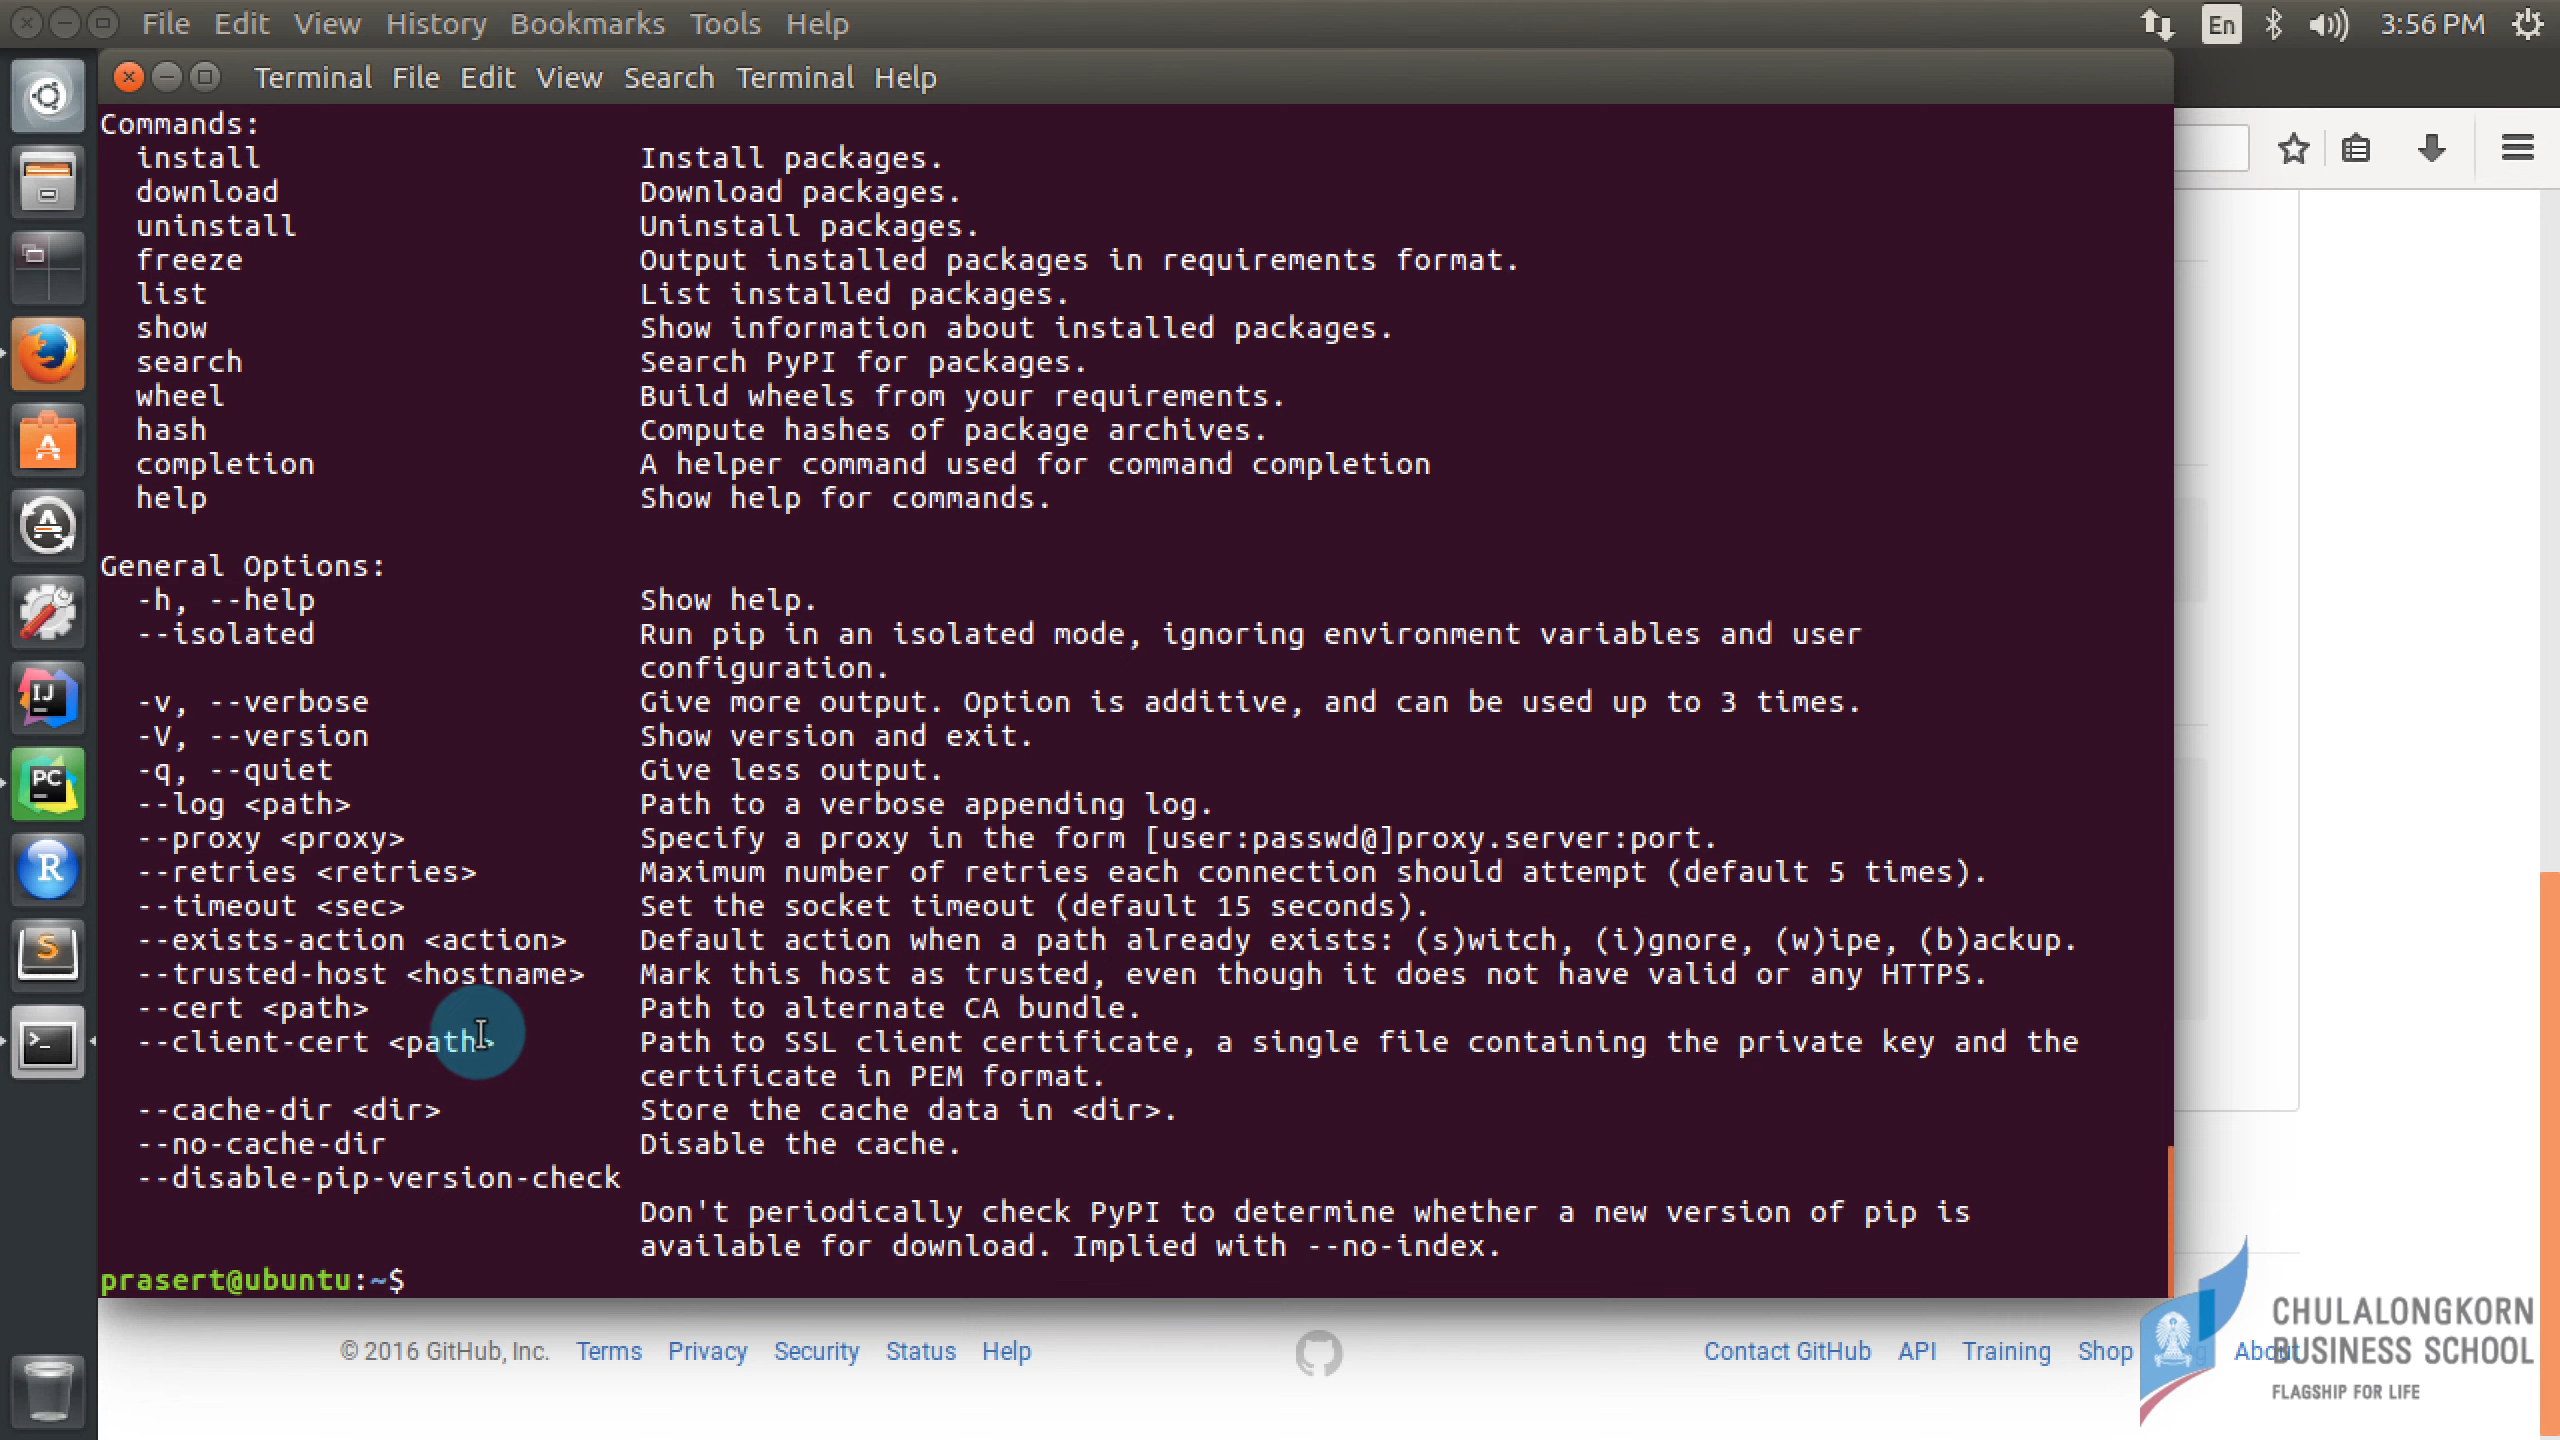 File Edit View History Bookmarks Tools Help En 3:56 PM
Terminal File Edit View Search Terminal Help
Commands:
install Install packages.
download Download packages.
uninstall Uninstall packages.
freeze Output installed packages in requirements format.
list List installed packages.
show Show information about installed packages.
search Search PyPI for packages.
wheel Build wheels from your requirements.
hash Compute hashes of package archives.
completion A helper command used for command completion
help Show help for commands.
General Options:
-h, --help Show help.
--isolated Run pip in an isolated mode, ignoring environment variables and user
configuration.
-v, --verbose Give more output. Option is additive, and can be used up to 3 times.
-V, --version Show version and exit.
-q, --quiet Give less output.
--log <path> Path to a verbose appending log.
--proxy <proxy> Specify a proxy in the form [user:passwd@]proxy.server:port.
--retries <retries> Maximum number of retries each connection should attempt (default 5 times).
--timeout <sec> Set the socket timeout (default 15 seconds).
--exists-action <action> Default action when a path already exists: (s)witch, (i)gnore, (w)ipe, (b)ackup.
--trusted-host <hostname> Mark this host as trusted, even though it does not have valid or any HTTPS.
--cert <path> Path to alternate CA bundle.
--client-cert <path> Path to SSL client certificate, a single file containing the private key and the
certificate in PEM format.
--cache-dir <dir> Store the cache data in <dir>.
--no-cache-dir Disable the cache.
--disable-pip-version-check
Don't periodically check PyPI to determine whether a new version of pip is
available for download. Implied with --no-index.
prasert@ubuntu:~$
© 2016 GitHub, Inc. Terms Privacy Security Status Help Contact GitHub API Training Shop About
CHULALONGKORN
BUSINESS SCHOOL
FLAGSHIP FOR LIFE
IJ
PC
R
S